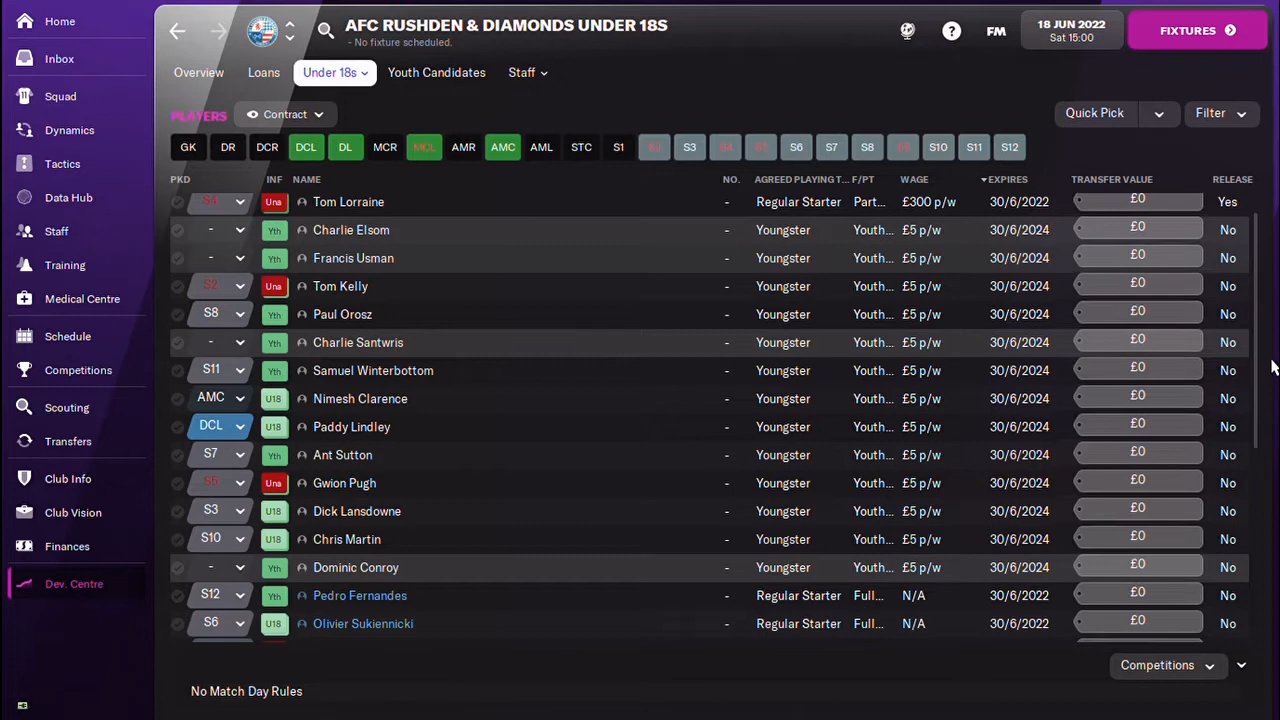 Home
Inbox
Squad
Dynamics
Tactics
Data Hub
Staff
Training
Medical Centre
Schedule
Competitions
Scouting
Transfers
Club Info
Club Vision
Finances
Dev. Centre
AFC RUSHDEN & DIAMONDS UNDER 18S
- No fixture scheduled.
? FM
18 JUN 2022
Sat 15:00
FIXTURES
Overview Loans Under 18s Youth Candidates Staff
PLAYERS Contract Quick Pick Filter
GK DR DCR DCL DL MCR MCL AMR AMC AML STC S1 S2 S3 S4 S5 S6 S7 S8 S9 S10 S11 S12
PKD INF NAME NO. AGREED PLAYING T... F/PT WAGE EXPIRES TRANSFER VALUE RELEASE
S4 Una Tom Lorraine - Regular Starter Part... £300 p/w 30/6/2022 £0 Yes
- Yth Charlie Elsom - Youngster Youth... £5 p/w 30/6/2024 £0 No
- Yth Francis Usman - Youngster Youth... £5 p/w 30/6/2024 £0 No
S2 Una Tom Kelly - Youngster Youth... £5 p/w 30/6/2024 £0 No
S8 Yth Paul Orosz - Youngster Youth... £5 p/w 30/6/2024 £0 No
- Yth Charlie Santwris - Youngster Youth... £5 p/w 30/6/2024 £0 No
S11 Yth Samuel Winterbottom - Youngster Youth... £5 p/w 30/6/2024 £0 No
AMC U18 Nimesh Clarence - Youngster Youth... £5 p/w 30/6/2024 £0 No
DCL U18 Paddy Lindley - Youngster Youth... £5 p/w 30/6/2024 £0 No
S7 Yth Ant Sutton - Youngster Youth... £5 p/w 30/6/2024 £0 No
S5 Una Gwion Pugh - Youngster Youth... £5 p/w 30/6/2024 £0 No
S3 U18 Dick Lansdowne - Youngster Youth... £5 p/w 30/6/2024 £0 No
S10 U18 Chris Martin - Youngster Youth... £5 p/w 30/6/2024 £0 No
- Yth Dominic Conroy - Youngster Youth... £5 p/w 30/6/2024 £0 No
S12 Yth Pedro Fernandes - Regular Starter Full... N/A 30/6/2022 £0 No
S6 U18 Olivier Sukiennicki - Regular Starter Full... N/A 30/6/2022 £0 No
Competitions
No Match Day Rules